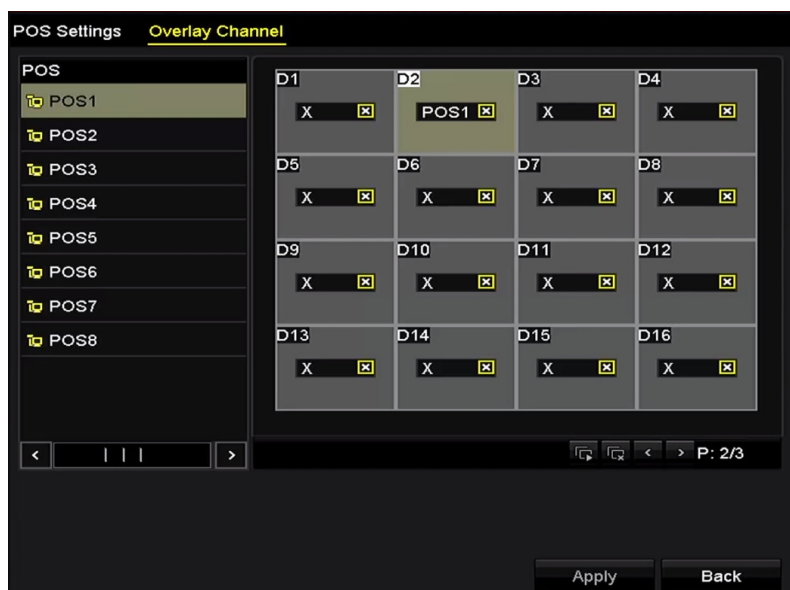 POS Settings Overlay Channel
POS
POS1
POS2
POS3
POS4
POS5
POS6
POS7
POS8
D1 D2 D3 D4
X POS1 X X
D5 D6 D7 D8
X X X X
D9 D10 D11 D12
X X X X
D13 D14 D15 D16
X X X X
P: 2/3
Apply Back